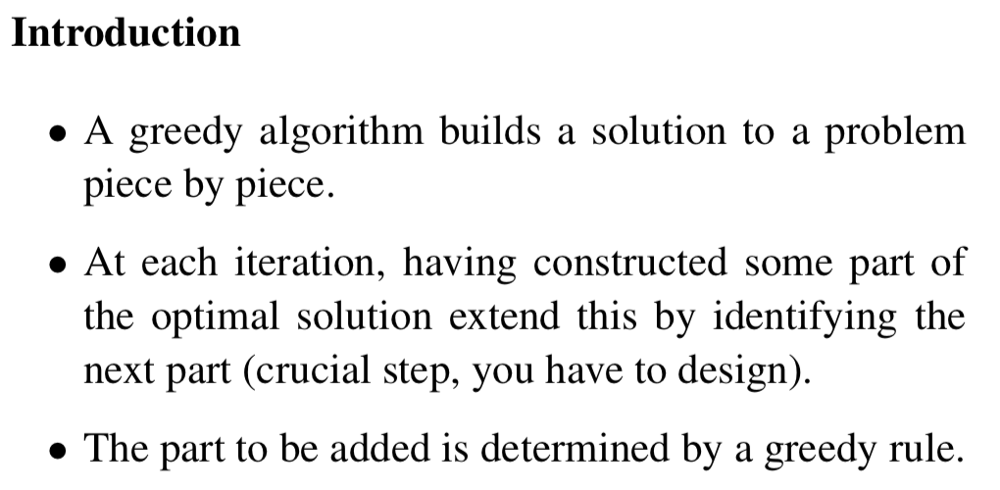 Introduction
• A greedy algorithm builds a solution to a problem
piece by piece.
• At each iteration, having constructed some part of
the optimal solution extend this by identifying the
next part (crucial step, you have to design).
• The part to be added is determined by a greedy rule.